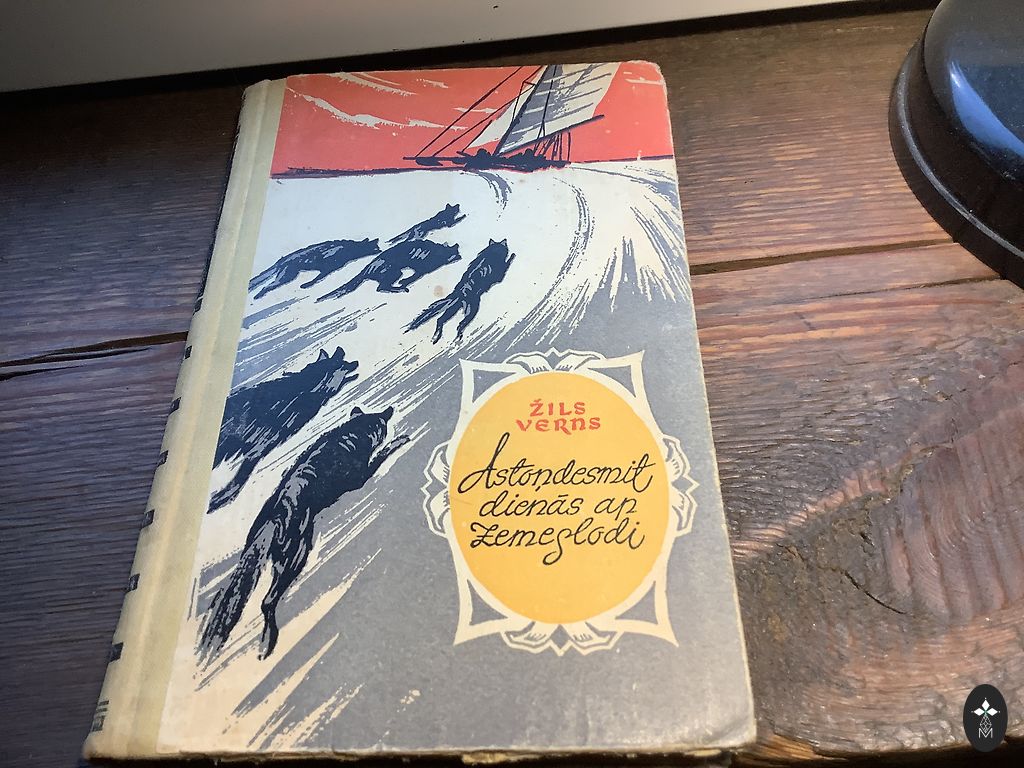 ŽILS
VERNS
Astoņdesmit
dienās ap
Zemeslodi
M